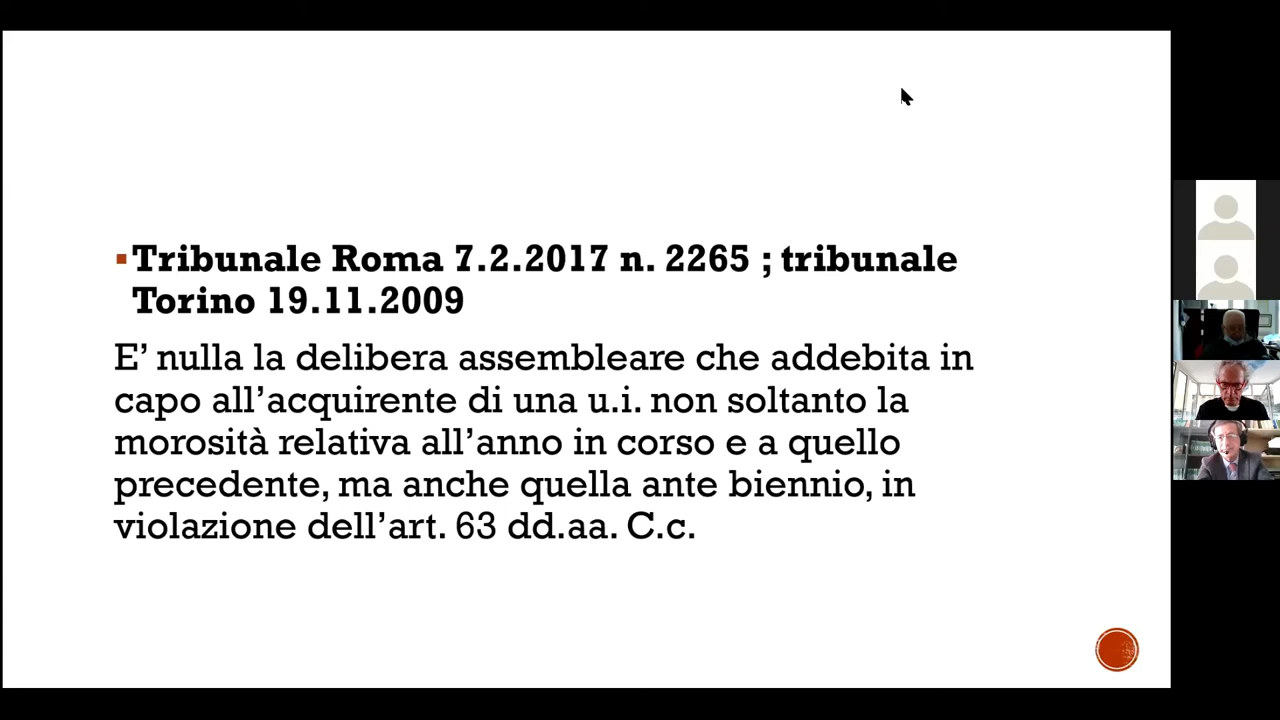 Tribunale Roma 7.2.2017 n. 2265 ; tribunale
Torino 19.11.2009
E’ nulla la delibera assembleare che addebita in
capo all’acquirente di una u.i. non soltanto la
morosità relativa all’anno in corso e a quello
precedente, ma anche quella ante biennio, in
violazione dell’art. 63 dd.aa. C.c.